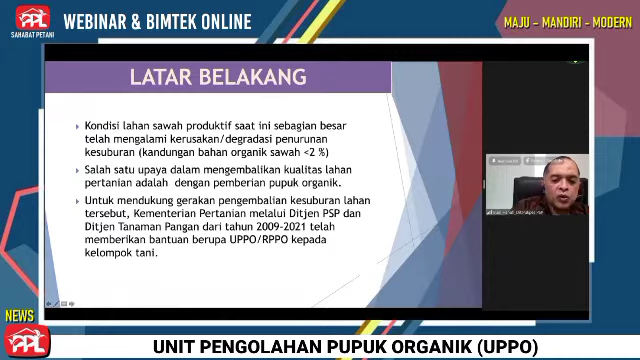 PPL
SAHABAT PETANI
WEBINAR & BIMTEK ONLINE
MAJU – MANDIRI – MODERN
LATAR BELAKANG
Kondisi lahan sawah produktif saat ini sebagian besar
telah mengalami kerusakan/degradasi penurunan
kesuburan (kandungan bahan organik sawah <2 %)
Salah satu upaya dalam mengembalikan kualitas lahan
pertanian adalah dengan pemberian pupuk organik.
Untuk mendukung gerakan pengembalian kesuburan lahan
tersebut, Kementerian Pertanian melalui Ditjen PSP dan
Ditjen Tanaman Pangan dari tahun 2009-2021 telah
memberikan bantuan berupa UPPO/RPPO kepada
kelompok tani.
NEWS
PPL
UNIT PENGOLAHAN PUPUK ORGANIK (UPPO)